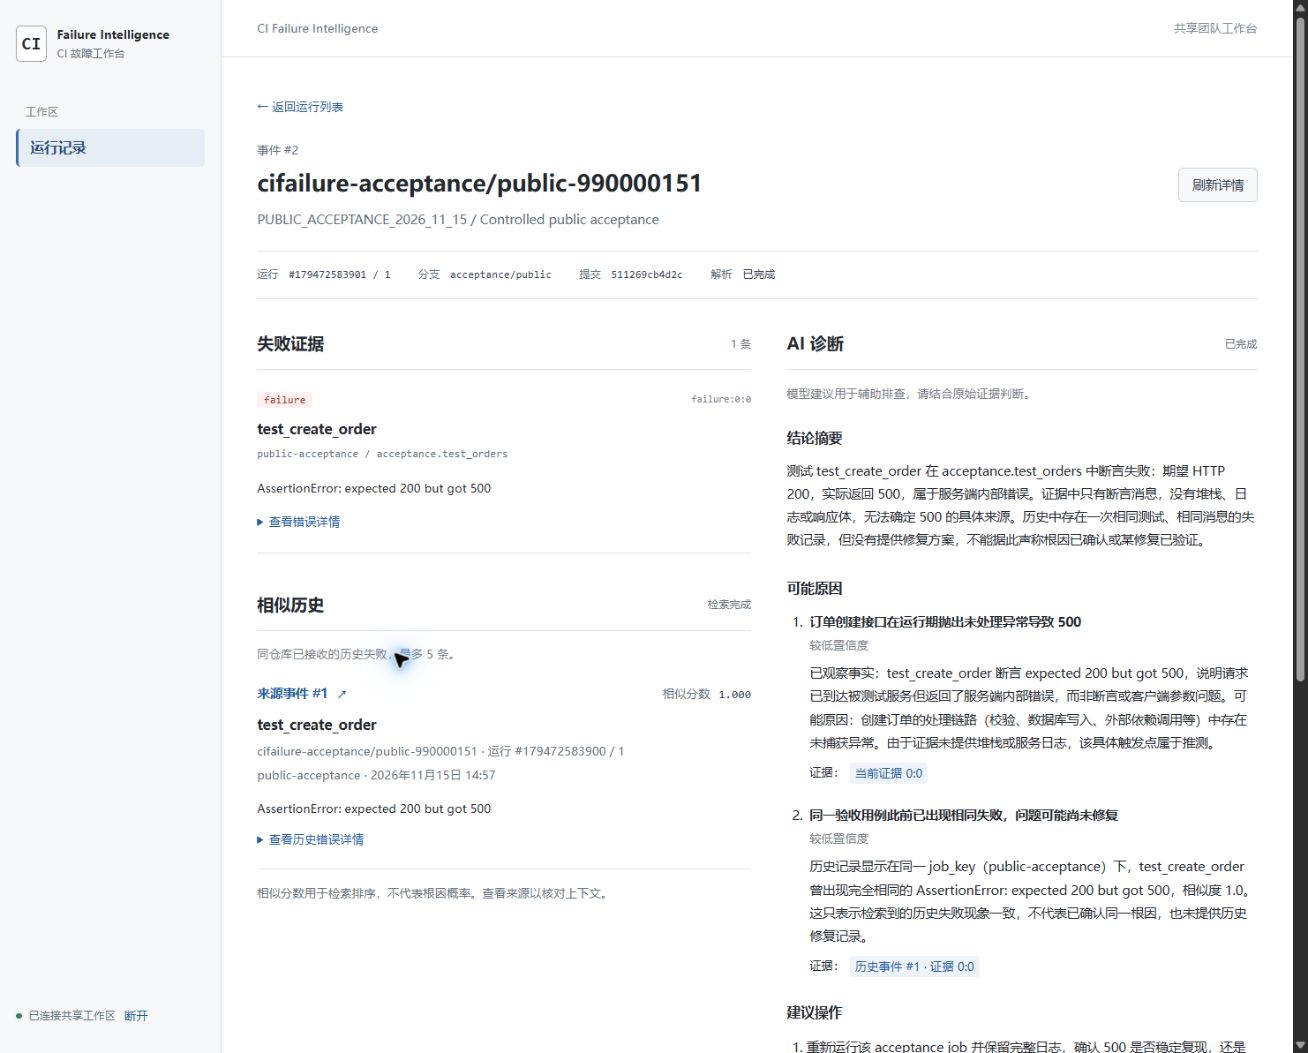 CI
Failure Intelligence
CI 故障工作台
工作区
运行记录
已连接共享工作区 断开
CI Failure Intelligence
共享团队工作台
← 返回运行列表
事件 #2
cifailure-acceptance/public-990000151
刷新详情
PUBLIC_ACCEPTANCE_2026_11_15 / Controlled public acceptance
运行 #179472583901 / 1 分支 acceptance/public 提交 511269cb4d2c 解析 已完成
失败证据
1 条
failure
failure:0:0
test_create_order
public-acceptance / acceptance.test_orders
AssertionError: expected 200 but got 500
查看错误详情
相似历史
检索完成
同仓库已接收的历史失败,最多 5 条。
来源事件 #1 ↗
相似分数 1.000
test_create_order
cifailure-acceptance/public-990000151 · 运行 #179472583900 / 1
public-acceptance · 2026年11月15日 14:57
AssertionError: expected 200 but got 500
查看历史错误详情
相似分数用于检索排序，不代表根因概率。查看来源以核对上下文。
AI 诊断
已完成
模型建议用于辅助排查，请结合原始证据判断。
结论摘要
测试 test_create_order 在 acceptance.test_orders 中断言失败：期望 HTTP
200，实际返回 500，属于服务端内部错误。证据中只有断言消息，没有堆栈、日
志或响应体，无法确定 500 的具体来源。历史中存在一次相同测试、相同消息的失
败记录，但没有提供修复方案，不能据此声称根因已确认或某修复已验证。
可能原因
1. 订单创建接口在运行期抛出未处理异常导致 500
较低置信度
已观察事实：test_create_order 断言 expected 200 but got 500，说明请求
已到达被测试服务但返回了服务端内部错误，而非断言或客户端参数问题。可
能原因：创建订单的处理链路（校验、数据库写入、外部依赖调用等）中存在
未捕获异常。由于证据未提供堆栈或服务日志，该具体触发点属于推测。
证据： 当前证据 0:0
2. 同一验收用例此前已出现相同失败，问题可能尚未修复
较低置信度
历史记录显示在同一 job_key（public-acceptance）下，test_create_order
曾出现完全相同的 AssertionError: expected 200 but got 500，相似度 1.0。
这只表示检索到的历史失败现象一致，不代表已确认同一根因，也未提供历史
修复记录。
证据： 历史事件 #1 · 证据 0:0
建议操作
1. 重新运行该 acceptance job 并保留完整日志，确认 500 是否稳定复现，还是